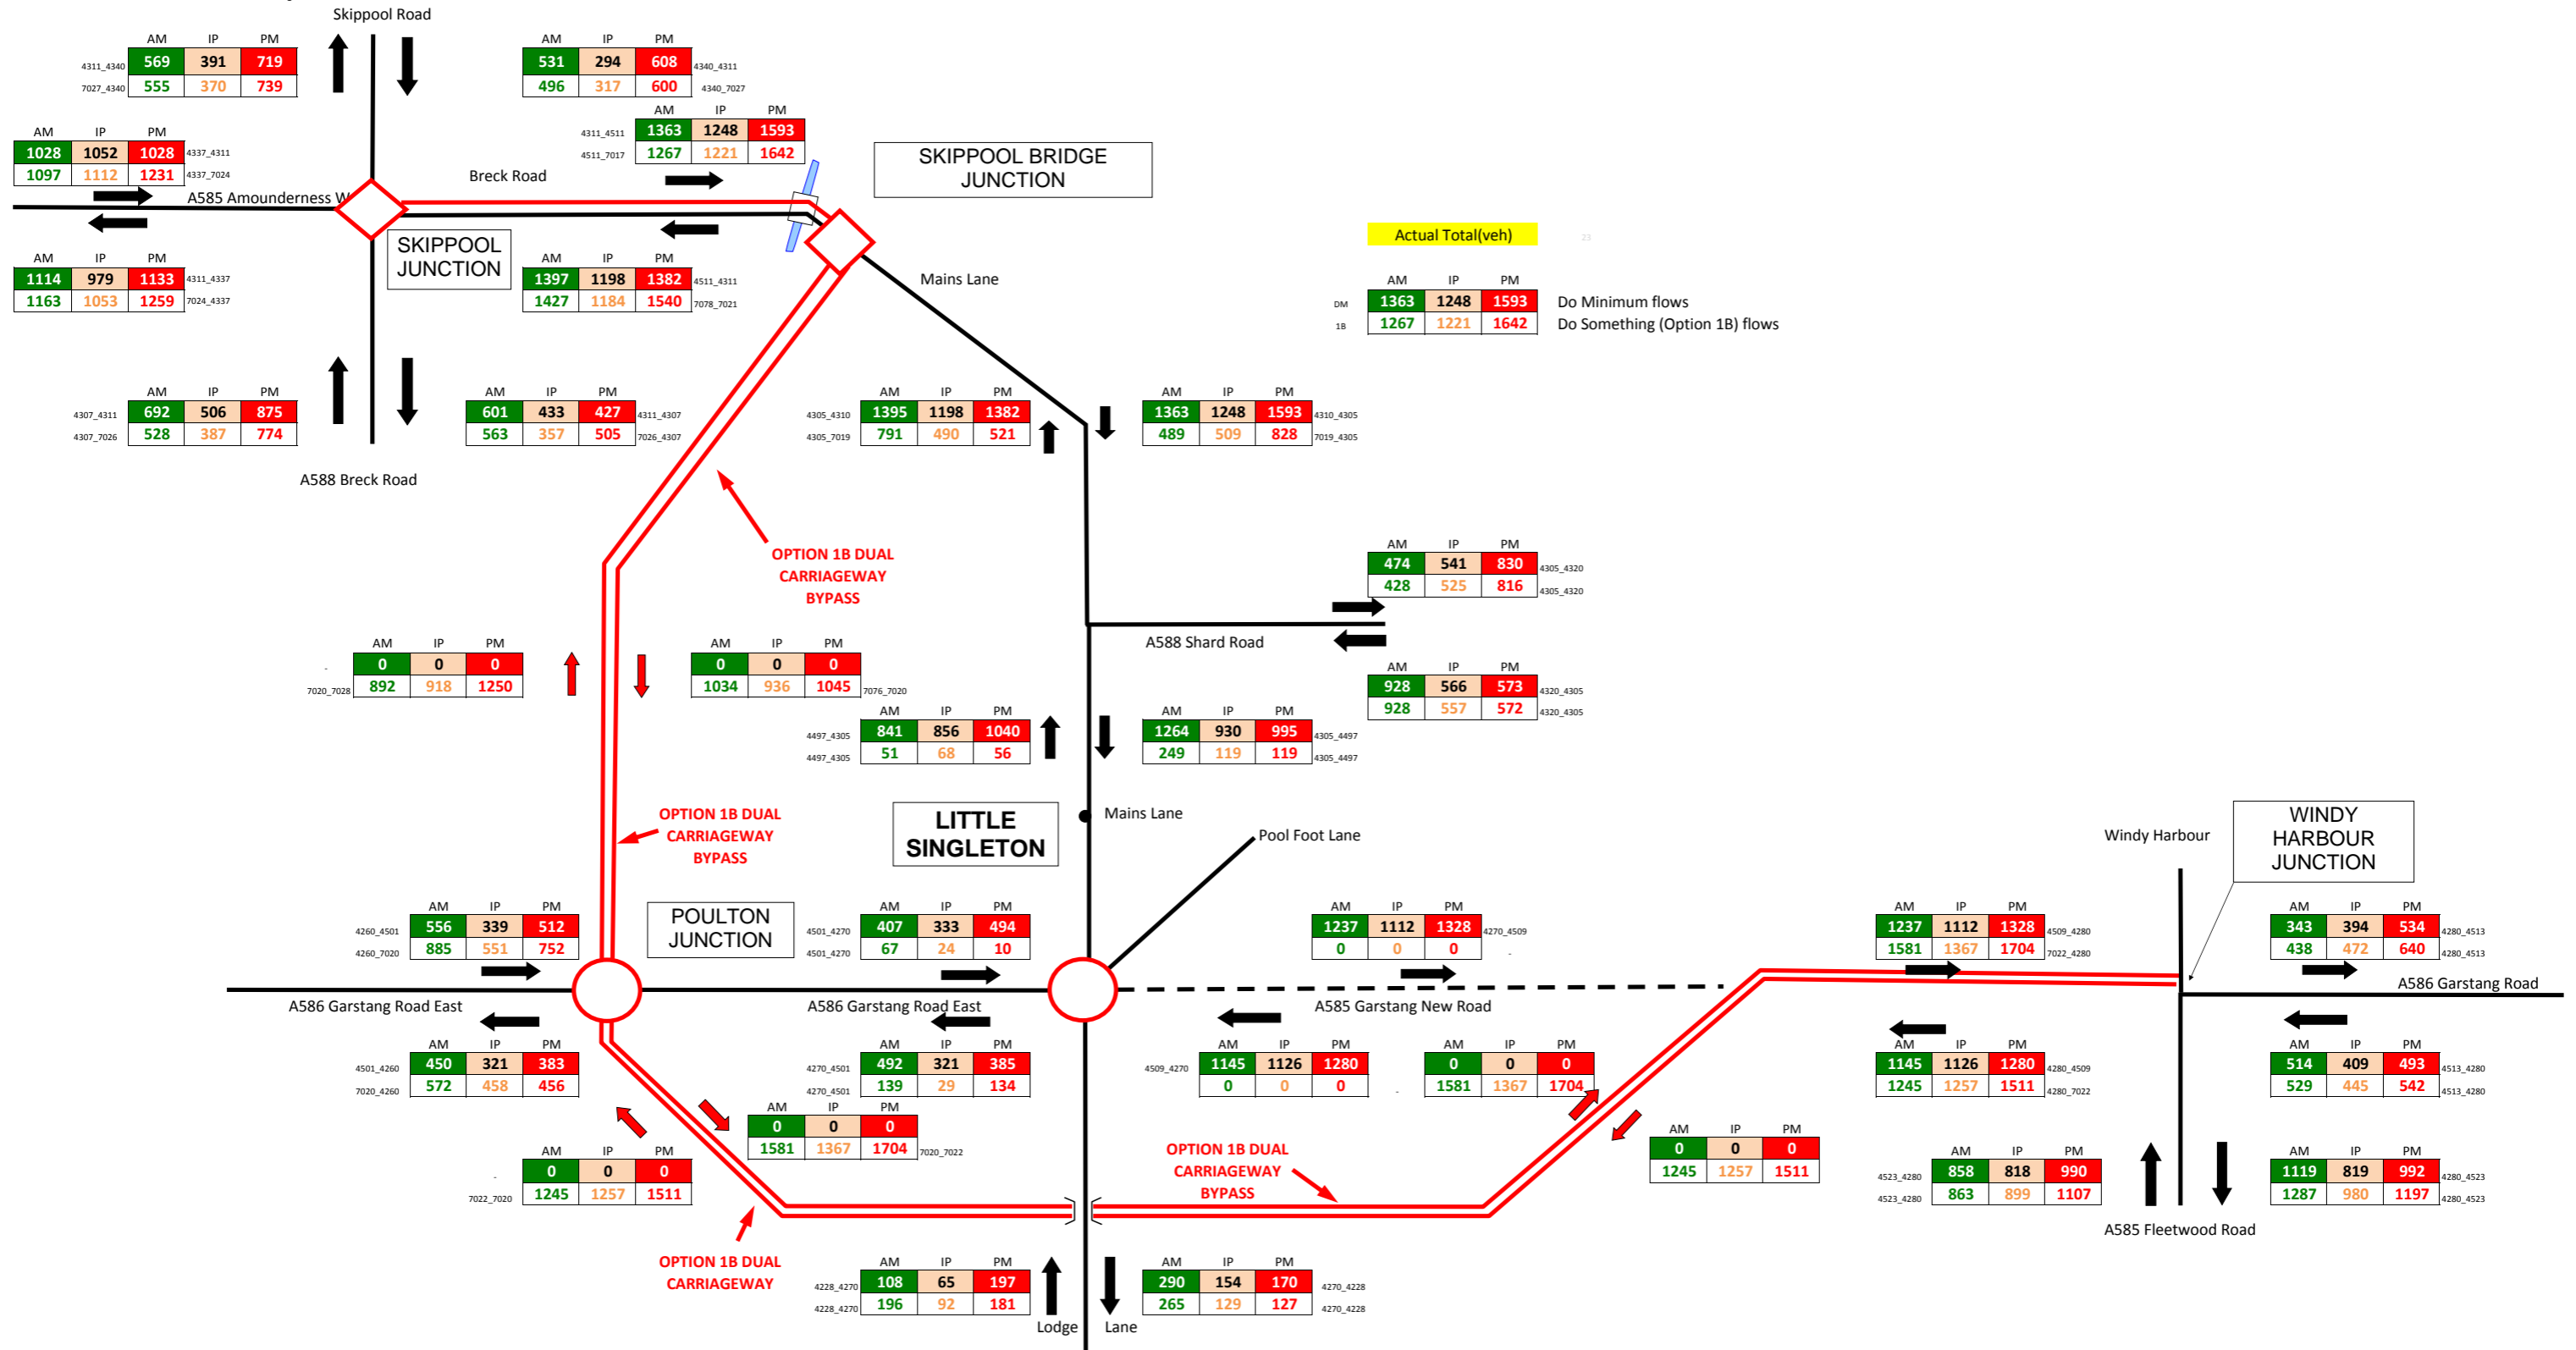 Skippool Road
AM IP PM
4311_4340 569 391 719
7027_4340 555 370 739
AM IP PM
531 294 608 4340_4311
496 317 600 4340_7027
AM IP PM
4311_4511 1363 1248 1593
4511_7017 1267 1221 1642
AM IP PM
1028 1052 1028 4337_4311
1097 1112 1231 4337_7024
A585 Amounderness W
Breck Road
SKIPPOOL BRIDGE
JUNCTION
SKIPPOOL
JUNCTION
AM IP PM
1114 979 1133 4311_4337
1163 1053 1259 7024_4337
AM IP PM
1397 1198 1382 4511_4311
1427 1184 1540 7078_7021
Mains Lane
Actual Total(veh)
23
AM IP PM
DM 1363 1248 1593 Do Minimum flows
1B 1267 1221 1642 Do Something (Option 1B) flows
AM IP PM
4307_4311 692 506 875
4307_7026 528 387 774
AM IP PM
601 433 427 4311_4307
563 357 505 7026_4307
AM IP PM
4305_4310 1395 1198 1382
4305_7019 791 490 521
AM IP PM
1363 1248 1593 4310_4305
489 509 828 7019_4305
A588 Breck Road
OPTION 1B DUAL
CARRIAGEWAY
BYPASS
AM IP PM
474 541 830 4305_4320
428 525 816 4305_4320
A588 Shard Road
AM IP PM
- 0 0 0
7020_7028 892 918 1250
AM IP PM
0 0 0
1034 936 1045 7076_7020
AM IP PM
928 566 573 4320_4305
928 557 572 4320_4305
AM IP PM
4497_4305 841 856 1040
4497_4305 51 68 56
AM IP PM
1264 930 995 4305_4497
249 119 119 4305_4497
OPTION 1B DUAL
CARRIAGEWAY
BYPASS
LITTLE
SINGLETON
Mains Lane
Pool Foot Lane
Windy Harbour
WINDY
HARBOUR
JUNCTION
AM IP PM
4260_4501 556 339 512
4260_7020 885 551 752
POULTON
JUNCTION
AM IP PM
4501_4270 407 333 494
4501_4270 67 24 10
AM IP PM
1237 1112 1328 4270_4509
0 0 0 -
AM IP PM
1237 1112 1328 4509_4280
1581 1367 1704 7022_4280
AM IP PM
343 394 534 4280_4513
438 472 640 4280_4513
A586 Garstang Road East
A586 Garstang Road East
A585 Garstang New Road
A586 Garstang Road
AM IP PM
4501_4260 450 321 383
7020_4260 572 458 456
AM IP PM
4270_4501 492 321 385
4270_4501 139 29 134
AM IP PM
4509_4270 1145 1126 1280
0 0 0
AM IP PM
0 0 0
- 1581 1367 1704
AM IP PM
1145 1126 1280 4280_4509
1245 1257 1511 4280_7022
AM IP PM
514 409 493 4513_4280
529 445 542 4513_4280
AM IP PM
0 0 0
1581 1367 1704 7020_7022
AM IP PM
- 0 0 0
7022_7020 1245 1257 1511
OPTION 1B DUAL
CARRIAGEWAY
BYPASS
AM IP PM
0 0 0
1245 1257 1511
AM IP PM
4523_4280 858 818 990
4523_4280 863 899 1107
AM IP PM
1119 819 992 4280_4523
1287 980 1197 4280_4523
A585 Fleetwood Road
OPTION 1B DUAL
CARRIAGEWAY
AM IP PM
4228_4270 108 65 197
4228_4270 196 92 181
AM IP PM
290 154 170 4270_4228
265 129 127 4270_4228
Lodge Lane